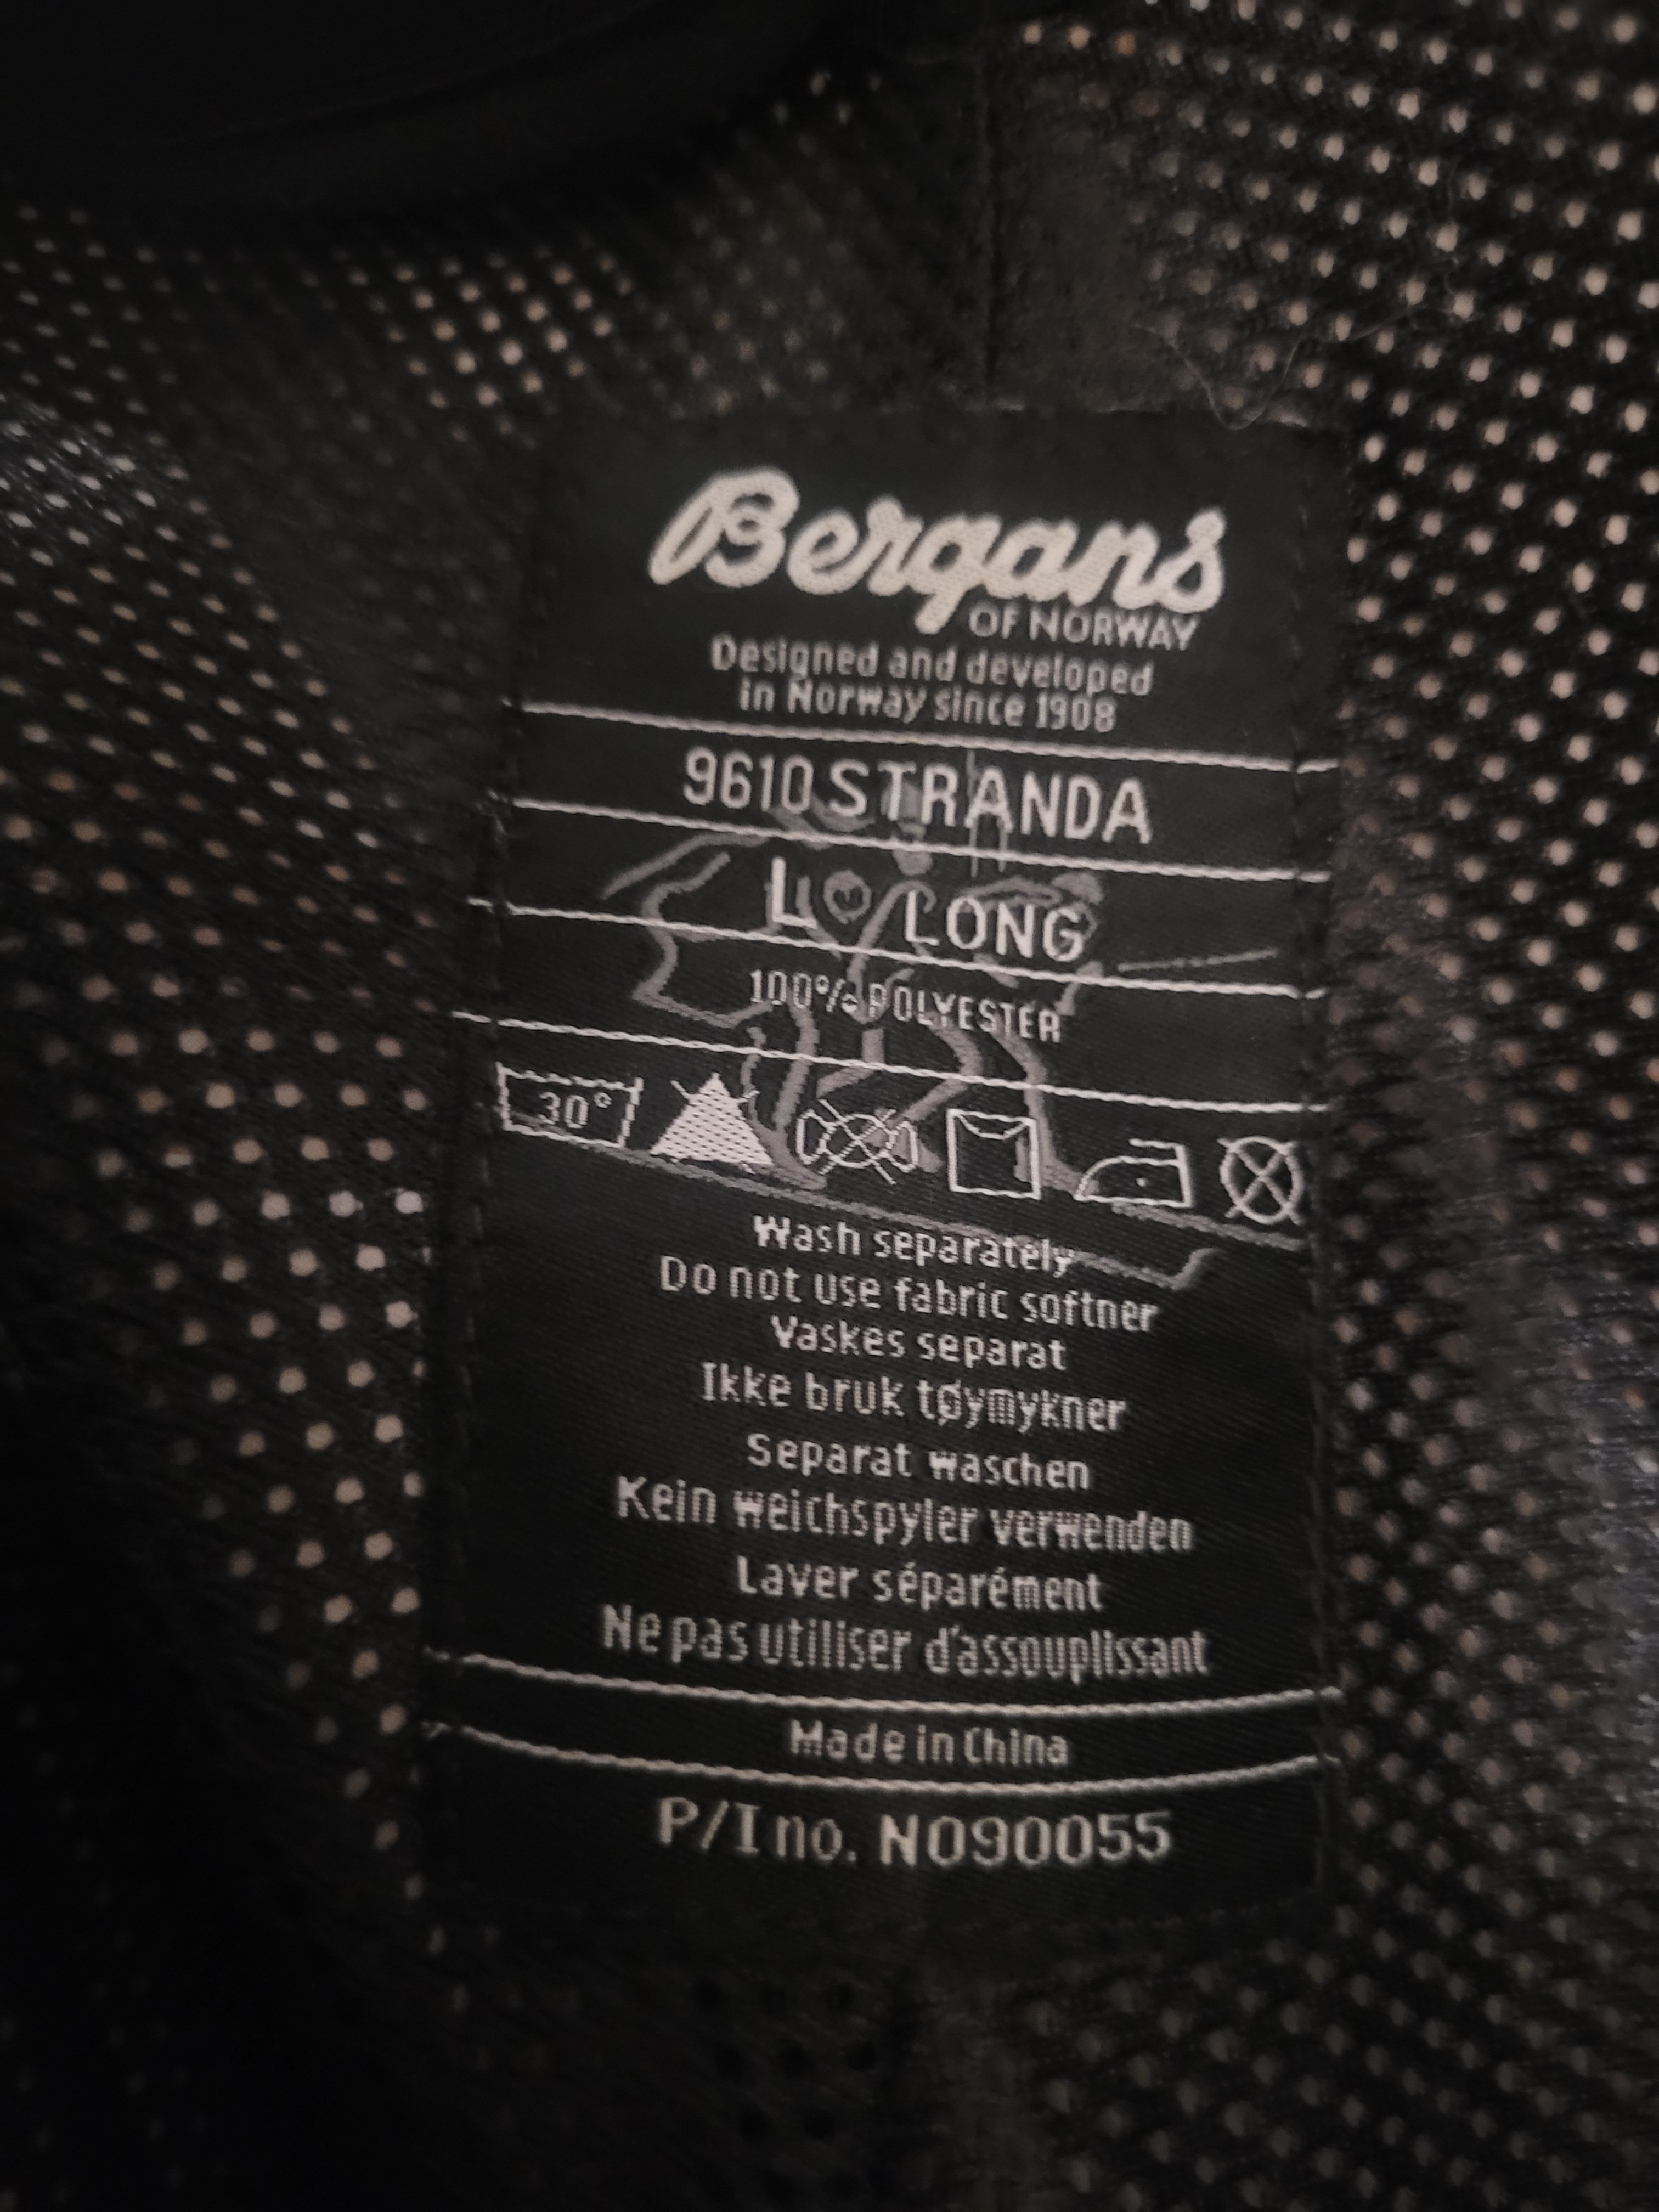 Bergans
OF NORWAY
Designed and developed
in Norway since 1908
9610 STRANDA
L LONG
100% POLYESTER
30°
Wash separately
Do not use fabric softner
Vaskes separat
Ikke bruk tøymykner
Separat waschen
Kein weichspyler verwenden
Laver séparément
Ne pas utiliser d'assouplissant
Made in China
P/I no. NO90055